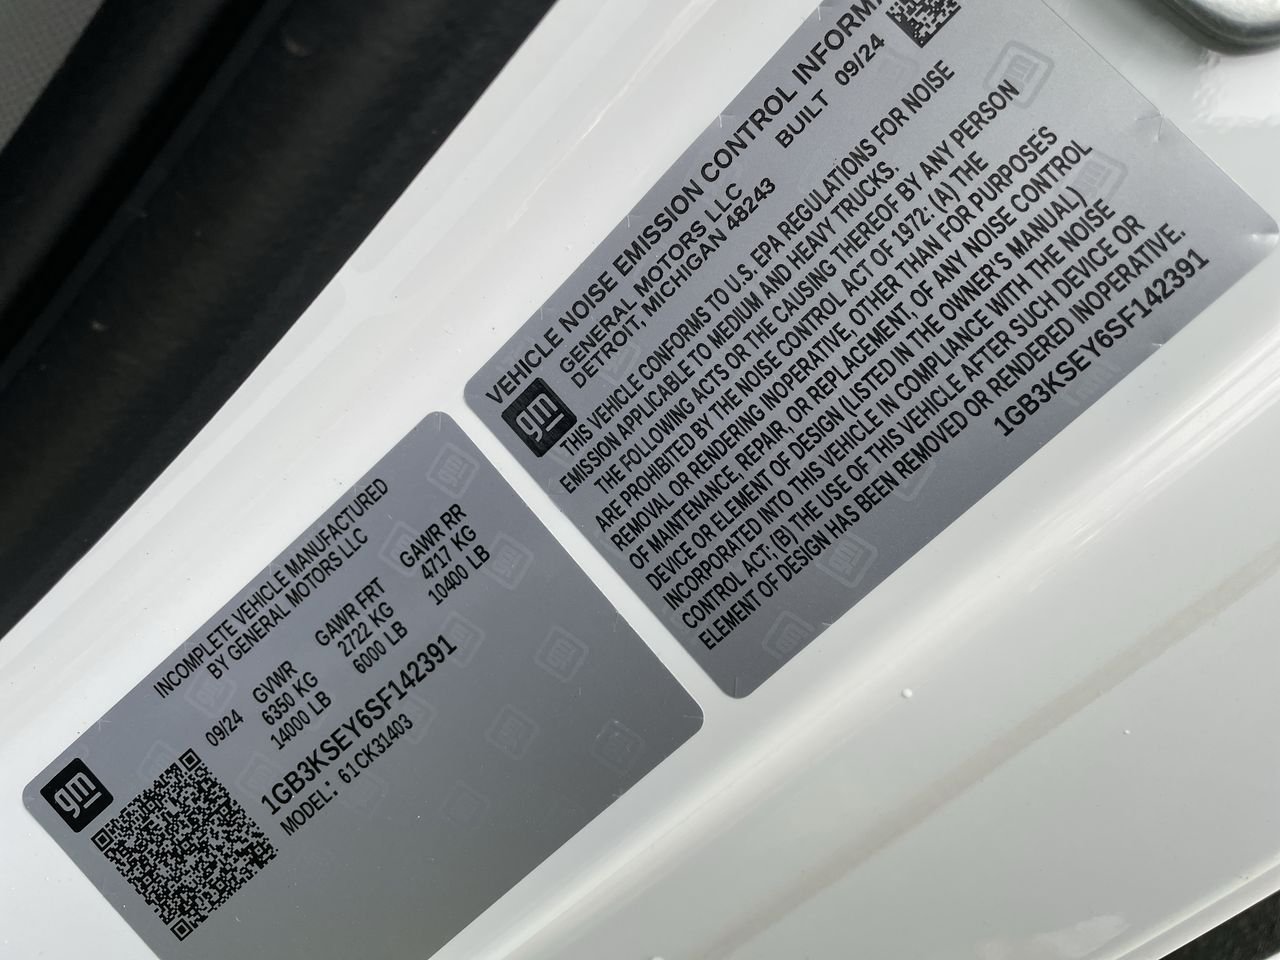 VEHICLE NOISE EMISSION CONTROL
GENERAL MOTORS LLC
DETROIT, MICHIGAN 48243
BUILT 09/24
gm
THIS VEHICLE CONFORMS TO U.S. EPA REGULATIONS FOR NOISE
EMISSION APPLICABLE TO MEDIUM AND HEAVY TRUCKS.
THE FOLLOWING ACTS OR THE CAUSING THEREOF BY ANY PERSON
ARE PROHIBITED BY THE NOISE CONTROL ACT OF 1972: (A) THE
REMOVAL OR RENDERING INOPERATIVE, OTHER THAN FOR PURPOSES
OF MAINTENANCE, REPAIR, OR REPLACEMENT, OF ANY NOISE CONTROL
DEVICE OR ELEMENT OF DESIGN (LISTED IN THE OWNER'S MANUAL)
INCORPORATED INTO THIS VEHICLE IN COMPLIANCE WITH THE NOISE
CONTROL ACT; (B) THE USE OF THIS VEHICLE AFTER SUCH DEVICE OR
ELEMENT OF DESIGN HAS BEEN REMOVED OR RENDERED INOPERATIVE.
1GB3KSEY6SF142391
INCOMPLETE VEHICLE MANUFACTURED
BY GENERAL MOTORS LLC
gm
09/24 GVWR GAWR FRT GAWR RR
6350 KG 2722 KG 4717 KG
14000 LB 6000 LB 10400 LB
1GB3KSEY6SF142391
MODEL: 61CK31403